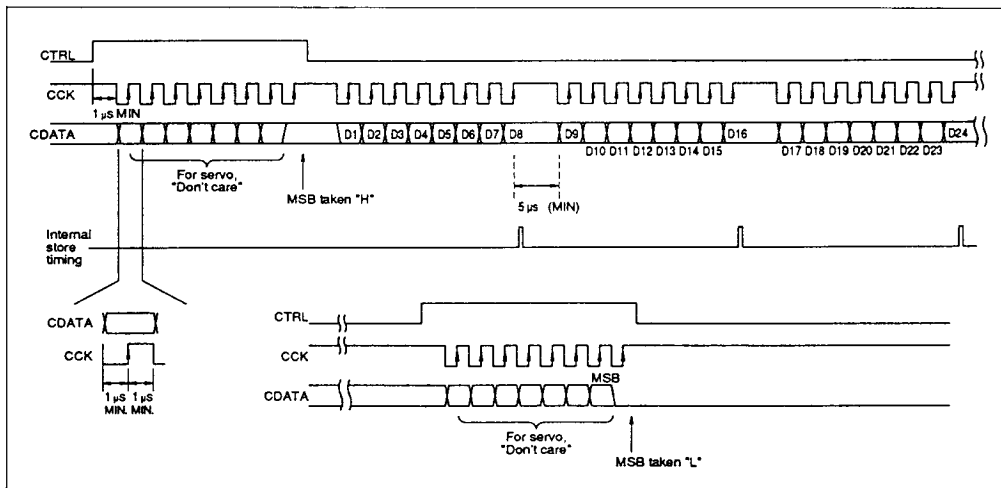 CTRL
CCK
1 µS MIN
CDATA
D1 D2 D3 D4 D5 D6 D7 D8 D9 D16 D24
D10 D11 D12 D13 D14 D15 D17 D18 D19 D20 D21 D22 D23
For servo,
"Don't care"
MSB taken "H"
5 µs (MIN)
Internal
store
timing
CDATA
CCK
1 µS 1 µS
MIN. MIN.
CTRL
CCK
MSB
CDATA
For servo,
"Don't care"
MSB taken "L"